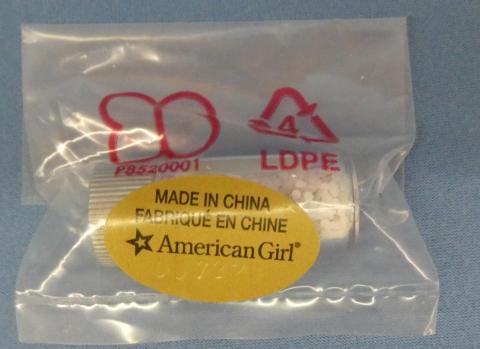 P8520001
4
LDPE
MADE IN CHINA
FABRIQUÉ EN CHINE
American Girl®